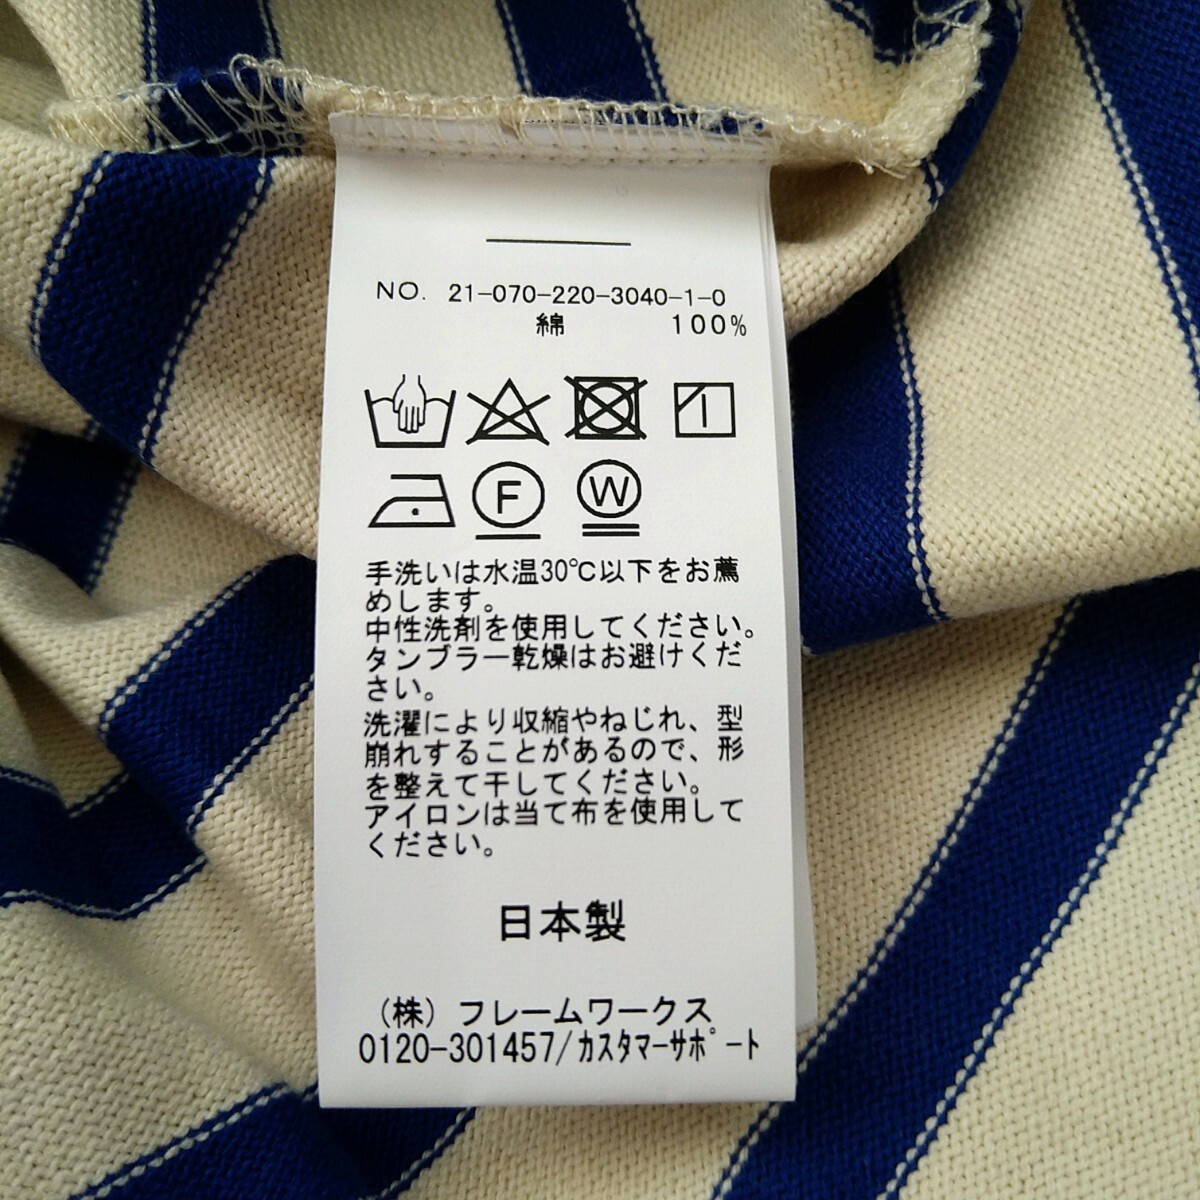 NO. 21-070-220-3040-1-0
綿 100%
F W
手洗いは水温30℃以下をお薦
めします。
中性洗剤を使用してください。
タンブラー乾燥はお避けくだ
さい。
洗濯により収縮やねじれ、型
崩れすることがあるので、形
を整えて干してください。
アイロンは当て布を使用して
ください。
日本製
（株）フレームワークス
0120-301457/ｶｽﾀﾏｰｻﾎﾟｰﾄ